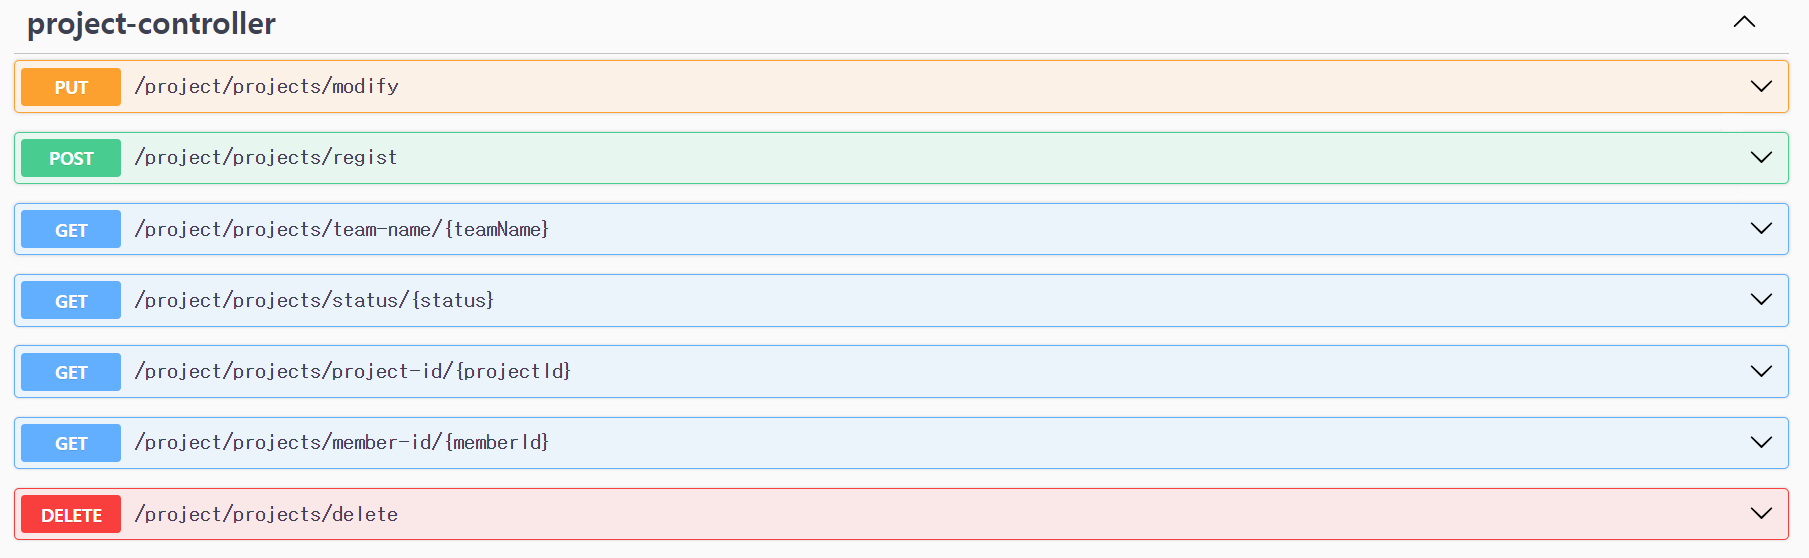 project-controller
PUT /project/projects/modify
POST /project/projects/regist
GET /project/projects/team-name/{teamName}
GET /project/projects/status/{status}
GET /project/projects/project-id/{projectId}
GET /project/projects/member-id/{memberId}
DELETE /project/projects/delete